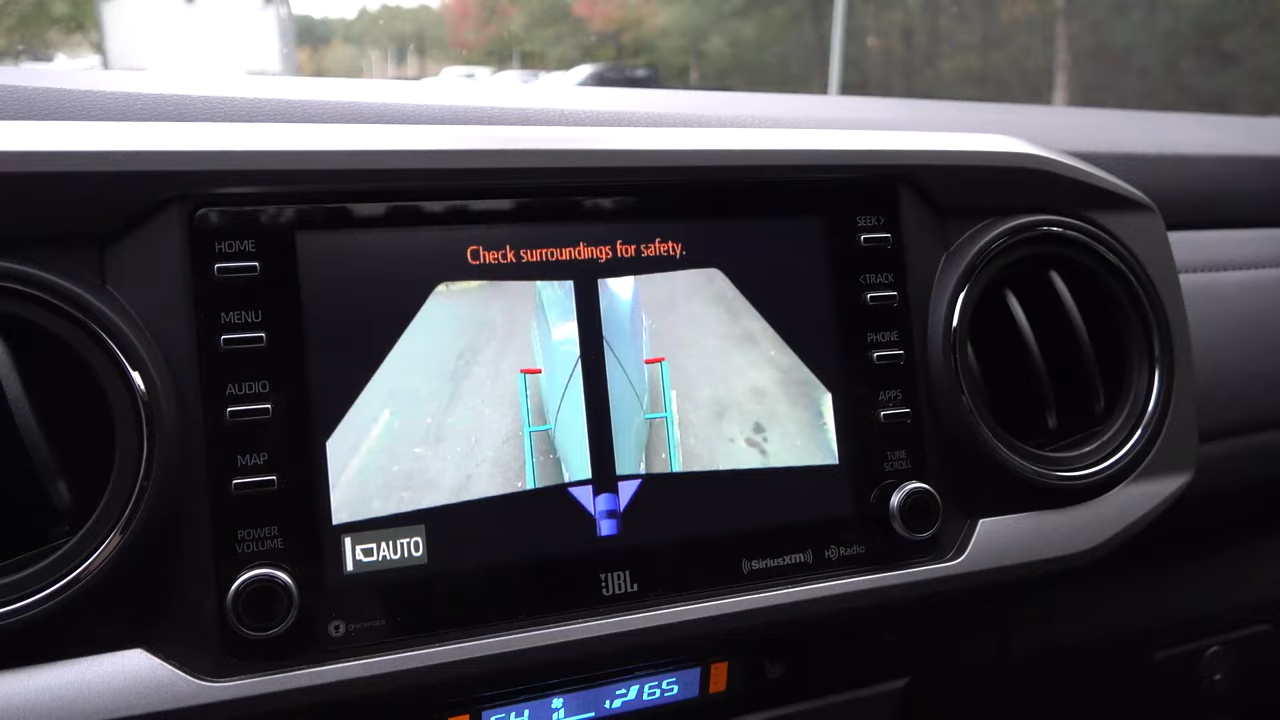 HOME
MENU
AUDIO
MAP
POWER
VOLUME
Check surroundings for safety.
AUTO
SEEK>
<TRACK
PHONE
APPS
TUNE
SCROLL
gracenote
JBL
((SiriusXM))
HD Radio
65